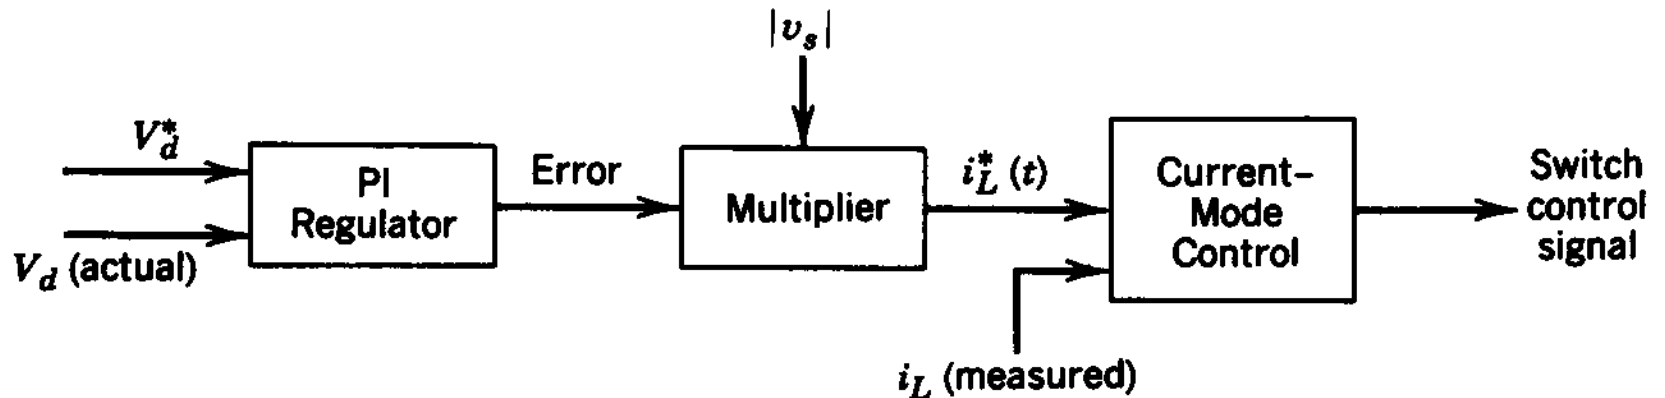 |v_s|
V_d^*
PI
Regulator
V_d (actual)
Error
Multiplier
i_L^* (t)
Current–
Mode
Control
i_L (measured)
Switch
control
signal